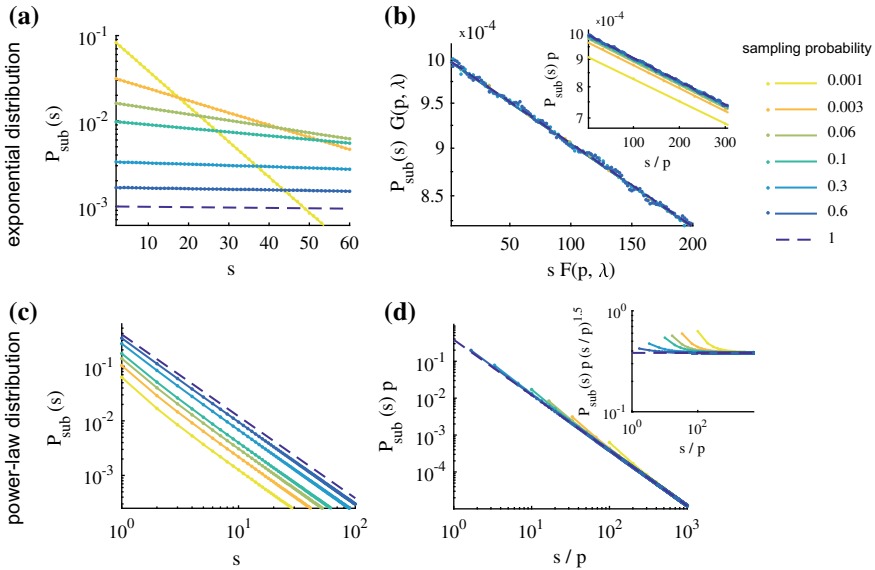 (a)
exponential distribution
P_sub (s)
10^-1
10^-2
10^-3
10 20 30 40 50 60
s
(b)
×10^-4
P_sub(s) G(p, λ)
10
9.5
9
8.5
50 100 150 200
s F(p, λ)
×10^-4
P_sub(s) p
10
9
8
7
100 200 300
s / p
sampling probability
0.001
0.003
0.06
0.1
0.3
0.6
1
(c)
power-law distribution
P_sub (s)
10^-1
10^-2
10^-3
10^0 10^1 10^2
s
(d)
P_sub (s) p
10^-1
10^-2
10^-3
10^-4
10^0 10^1 10^2 10^3
s / p
P_sub(s) p (s / p)^1.5
10^0
10^-1
10^0 10^2
s / p